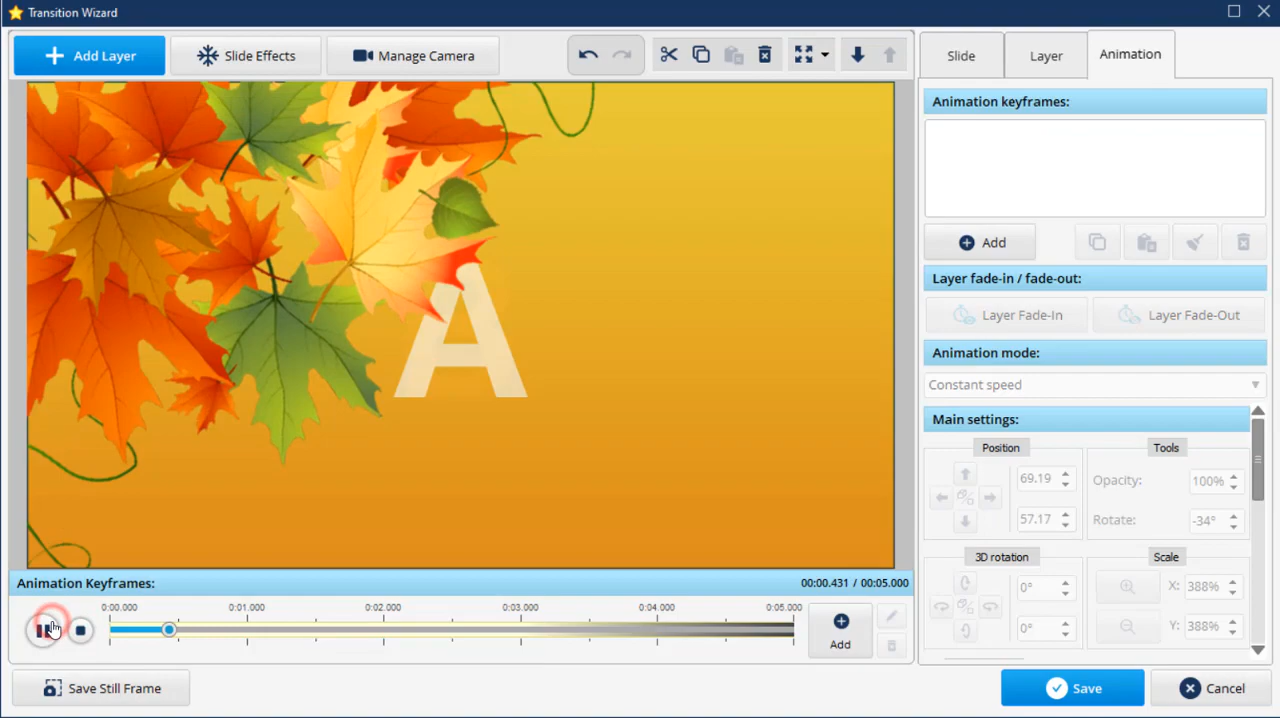 Transition Wizard
Add Layer
Slide Effects
Manage Camera
Slide
Layer
Animation
Animation keyframes:
Add
Layer fade-in / fade-out:
Layer Fade-In
Layer Fade-Out
Animation mode:
Constant speed
Main settings:
Position
Tools
69.19
Opacity:
100%
57.17
Rotate:
-34°
3D rotation
Scale
0°
X:
388%
0°
Y:
388%
A
Animation Keyframes:
00:00.431 / 00:05.000
0:00.000
0:01.000
0:02.000
0:03.000
0:04.000
0:05.000
Add
Save Still Frame
Save
Cancel